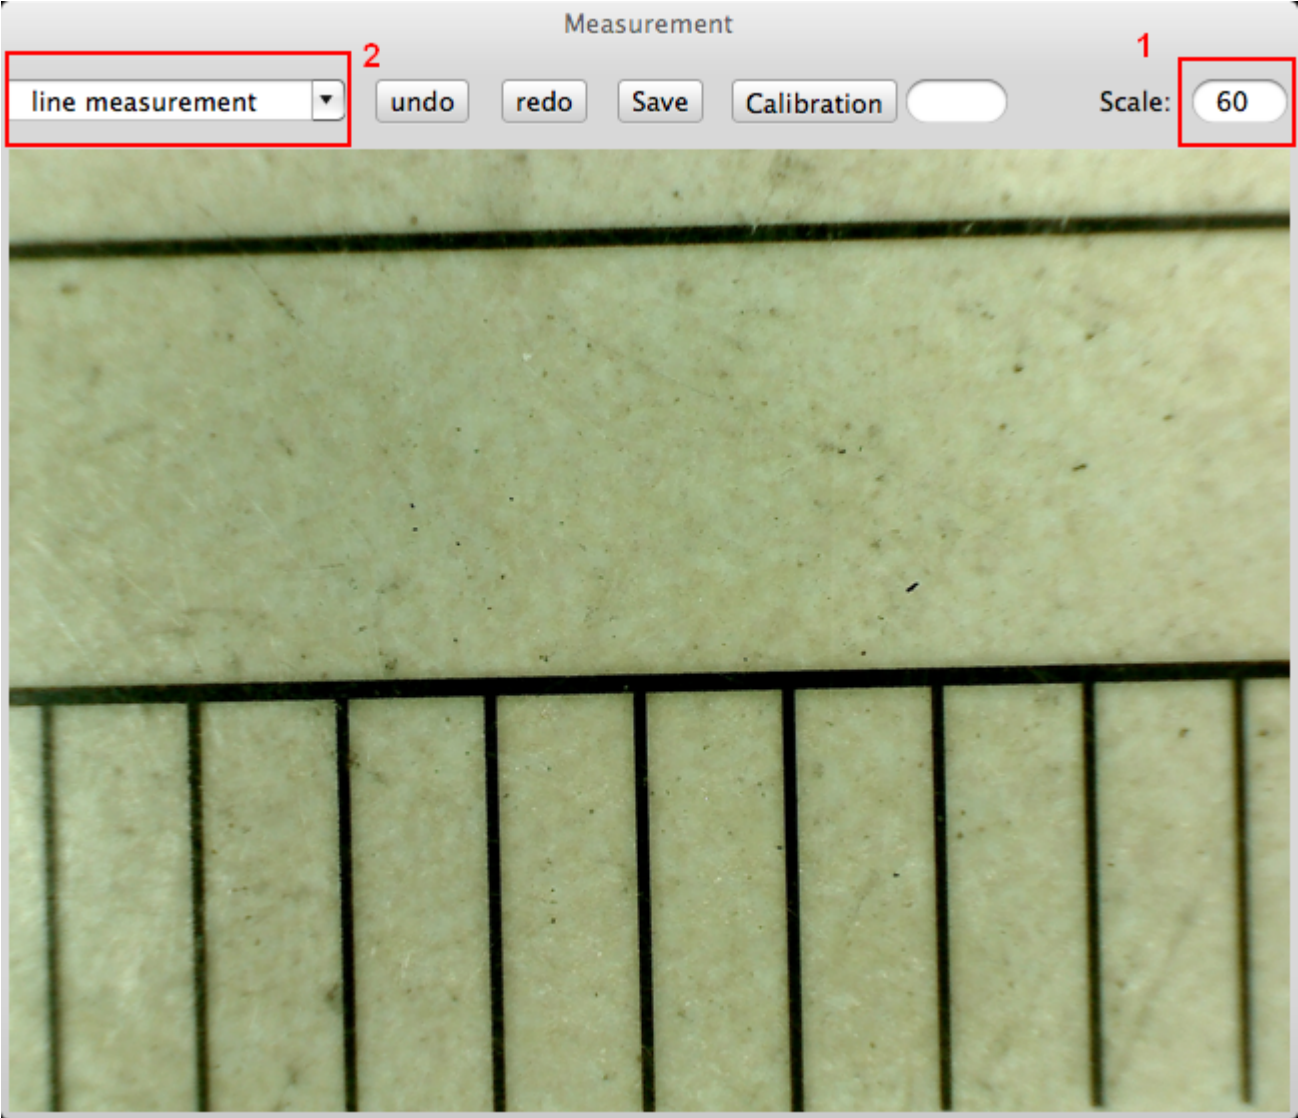 Measurement
2
1
line measurement
undo
redo
Save
Calibration
Scale:
60